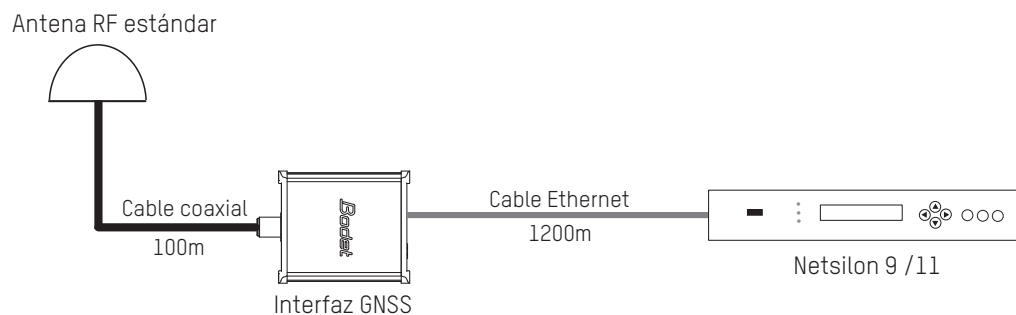 Antena RF estándar
Cable coaxial
100m
Bodet
Interfaz GNSS
Cable Ethernet
1200m
Netsilon 9 /11